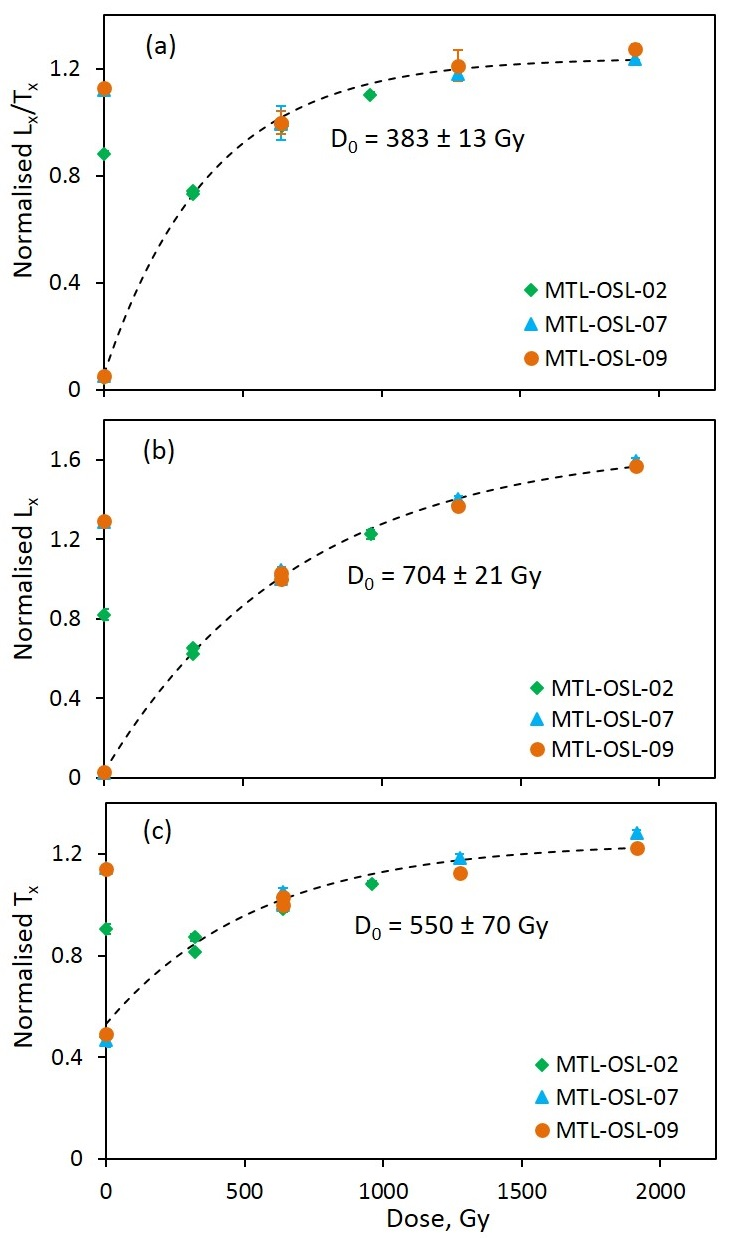 (a)
Normalised Lₓ/Tₓ
1.2
0.8
0.4
0
D₀ = 383 ± 13 Gy
MTL-OSL-02
MTL-OSL-07
MTL-OSL-09
(b)
Normalised Lₓ
1.6
1.2
0.8
0.4
0
D₀ = 704 ± 21 Gy
MTL-OSL-02
MTL-OSL-07
MTL-OSL-09
(c)
Normalised Tₓ
1.2
0.8
0.4
0
D₀ = 550 ± 70 Gy
MTL-OSL-02
MTL-OSL-07
MTL-OSL-09
0 500 1000 1500 2000
Dose, Gy